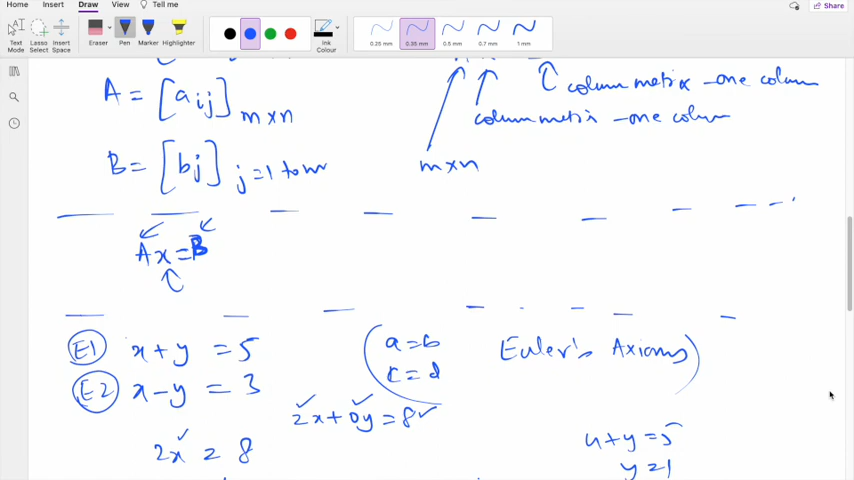 Home Insert Draw View Tell me
Share
Text Mode
Lasso Select
Insert Space
Eraser
Pen
Marker
Highlighter
Ink Colour
0.25 mm
0.35 mm
0.5 mm
0.7 mm
1 mm
column metrix - one column
A = [aij] m×n
column metrix - one column
B = [bj] j=1 to m
m×n
Ax = B
E1 x + y = 5
a = b
Euler's Axioms
c = d
E2 x - y = 3
2x + 0y = 8
2x = 8
x + y = 5
y = 1